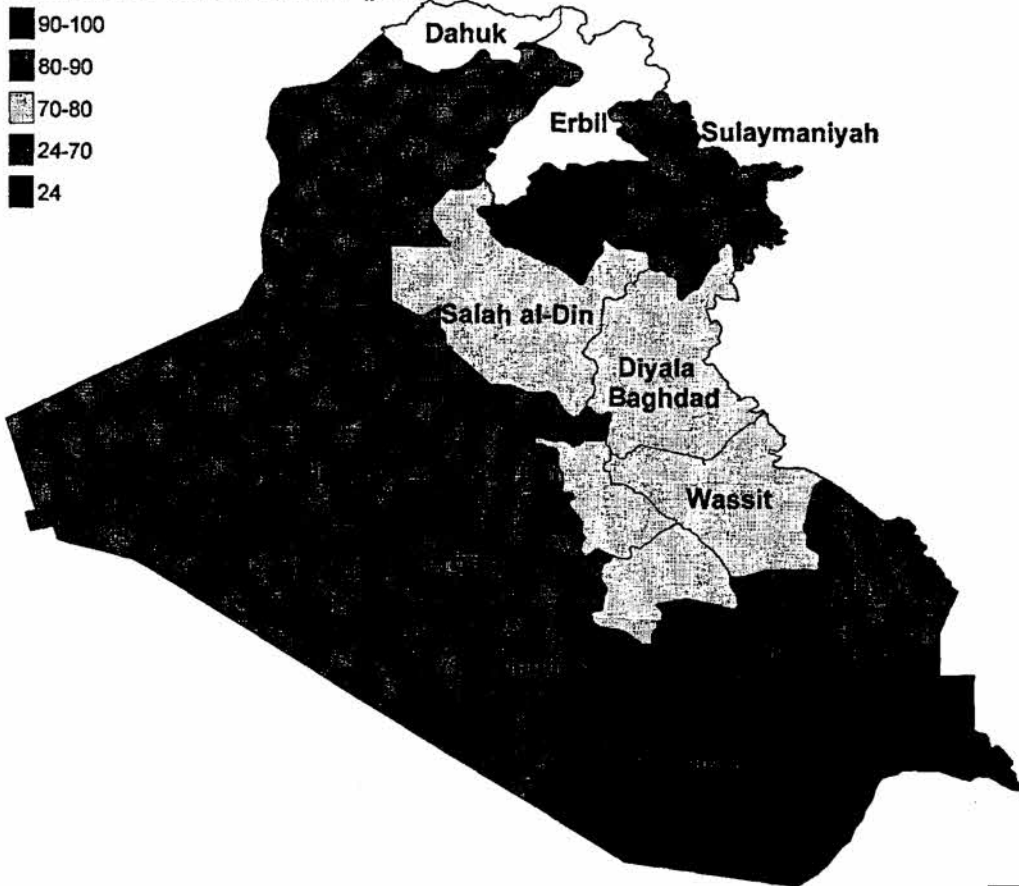 90-100
80-90
70-80
24-70
24
Dahuk
Erbil
Sulaymaniyah
Salah al-Din
Diyala
Baghdad
Wassit